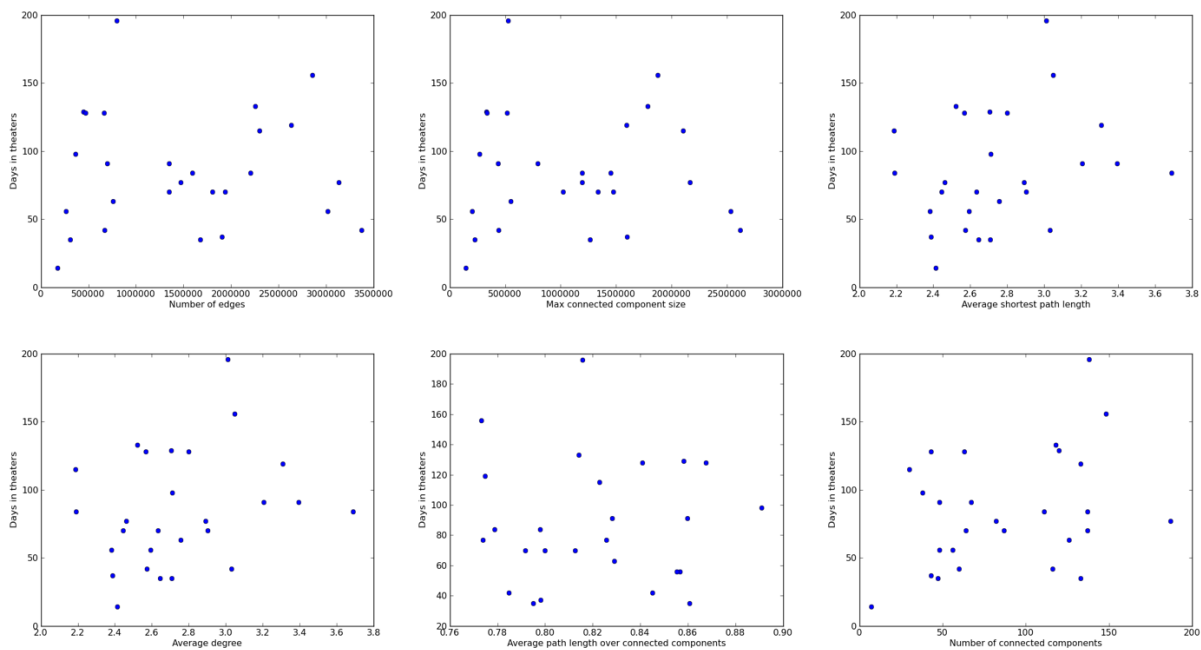 200
150
100
50
0
Days in theaters
0 500000 1000000 1500000 2000000 2500000 3000000 3500000
Number of edges
200
150
100
50
0
Days in theaters
0 500000 1000000 1500000 2000000 2500000 3000000
Max connected component size
200
150
100
50
0
Days in theaters
2.0 2.2 2.4 2.6 2.8 3.0 3.2 3.4 3.6 3.8
Average shortest path length
200
150
100
50
0
Days in theaters
2.0 2.2 2.4 2.6 2.8 3.0 3.2 3.4 3.6 3.8
Average degree
200
180
160
140
120
100
80
60
40
20
Days in theaters
0.76 0.78 0.80 0.82 0.84 0.86 0.88 0.90
Average path length over connected components
200
150
100
50
0
Days in theaters
0 50 100 150 200
Number of connected components